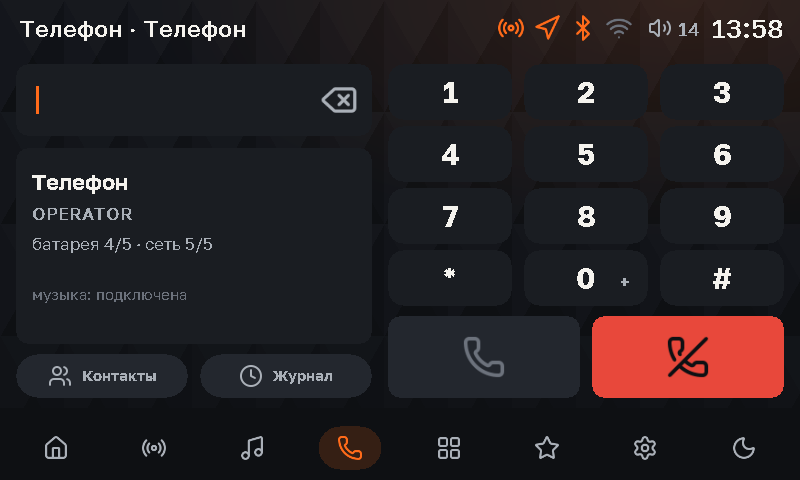 Телефон · Телефон
14 13:58
Телефон
OPERATOR
батарея 4/5 · сеть 5/5
музыка: подключена
Контакты
Журнал
1 2 3
4 5 6
7 8 9
* 0 + #